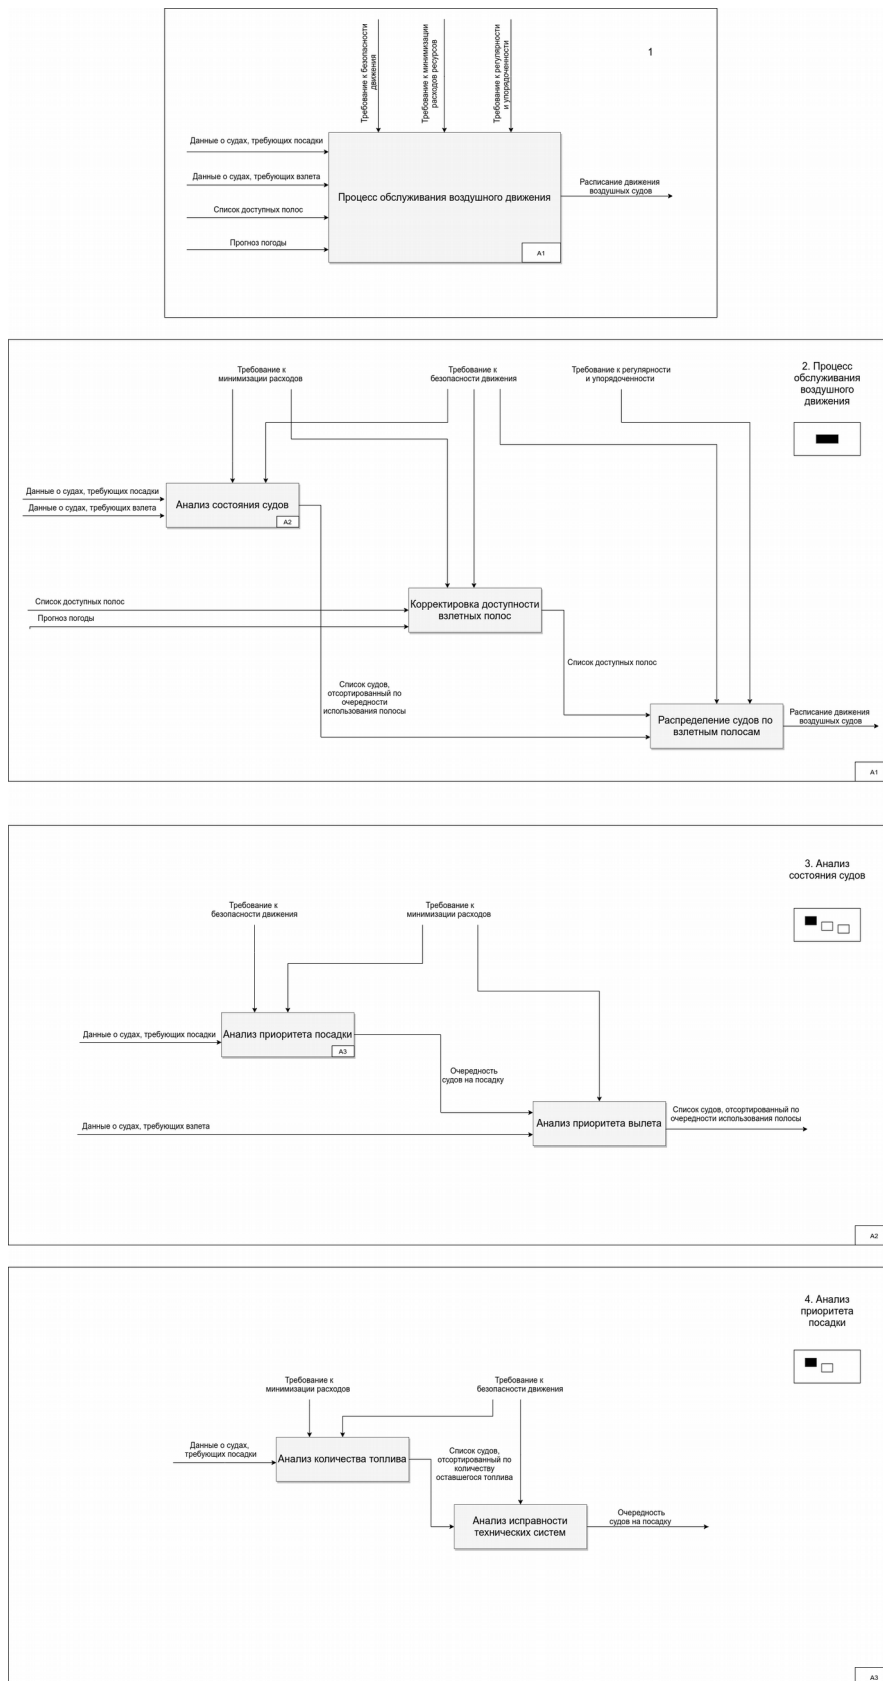 Требование к безопасности
движения
Требование к минимизации
расходов ресурсов
Требование к регулярности
и упорядоченности
1
Данные о судах, требующих посадки
Данные о судах, требующих взлета
Список доступных полос
Прогноз погоды
Процесс обслуживания воздушного движения
A1
Расписание движения
воздушных судов
2. Процесс
обслуживания
воздушного
движения
Требование к
минимизации расходов
Требование к
безопасности движения
Требование к регулярности
и упорядоченности
Данные о судах, требующих посадки
Данные о судах, требующих взлета
Анализ состояния судов
A2
Список доступных полос
Прогноз погоды
Корректировка доступности
взлетных полос
Список доступных полос
Список судов,
отсортированный по
очередности
использования полосы
Распределение судов по
взлетным полосам
Расписание движения
воздушных судов
A1
3. Анализ
состояния судов
Требование к
безопасности движения
Требование к
минимизации расходов
Данные о судах, требующих посадки
Анализ приоритета посадки
A3
Очередность
судов на посадку
Данные о судах, требующих взлета
Анализ приоритета вылета
Список судов, отсортированный по
очередности использования полосы
A2
4. Анализ
приоритета
посадки
Требование к
минимизации расходов
Требование к
безопасности движения
Данные о судах,
требующих посадки
Анализ количества топлива
Список судов,
отсортированный по
количеству
оставшегося топлива
Анализ исправности
технических систем
Очередность
судов на посадку
A3